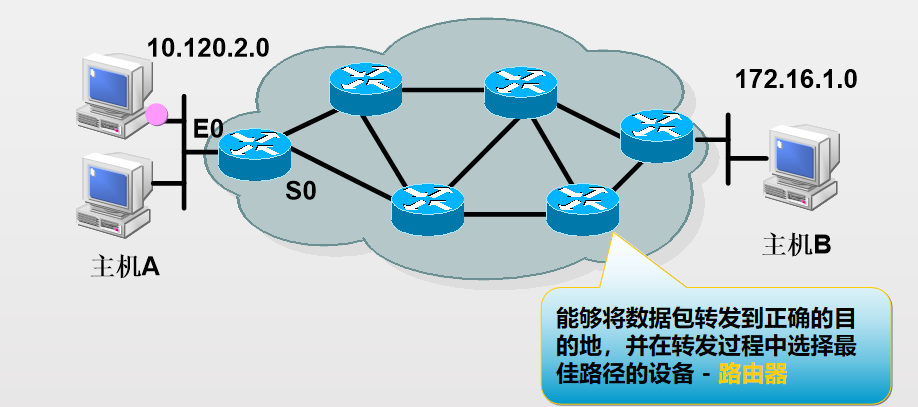 10.120.2.0
172.16.1.0
E0
S0
主机A
主机B
能够将数据包转发到正确的目
的地，并在转发过程中选择最
佳路径的设备 - 路由器